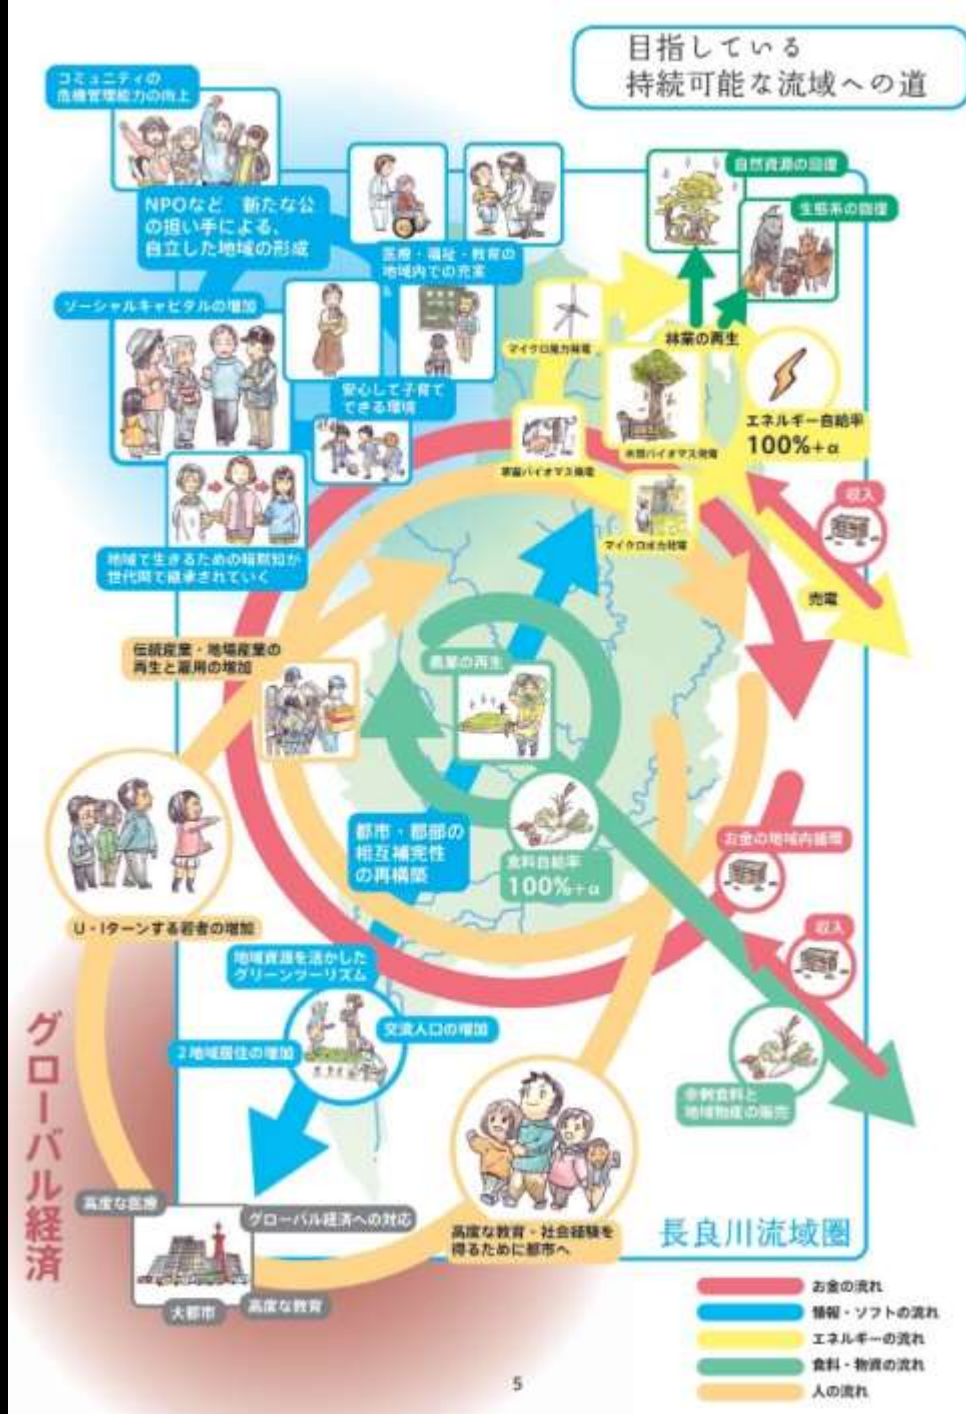 目指している
持続可能な流域への道
コミュニティの
危機管理能力の向上
NPOなど 新たな公
の担い手による、
自立した地域の形成
医療・福祉・教育の
地域内での充実
自然資源の回復
生態系の回復
ソーシャルキャピタルの増加
安心して子育て
できる環境
マイクロ風力発電
林業の再生
エネルギー自給率
100%+α
木質バイオマス発電
家畜バイオマス発電
マイクロ水力発電
収入
売電
地域で生きるための暗黙知が
世代間で継承されていく
伝統産業・地場産業の
再生と雇用の増加
農業の再生
都市・郡部の
相互補完性
の再構築
食料自給率
100%+α
お金の地域内循環
収入
U・Iターンする若者の増加
地域資源を活かした
グリーンツーリズム
交流人口の増加
2地域居住の増加
余剰食料と
地域物産の販売
グローバル経済
高度な医療
グローバル経済への対応
大都市
高度な教育
高度な教育・社会経験を
得るために都市へ
長良川流域圏
お金の流れ
情報・ソフトの流れ
エネルギーの流れ
食料・物資の流れ
人の流れ
5